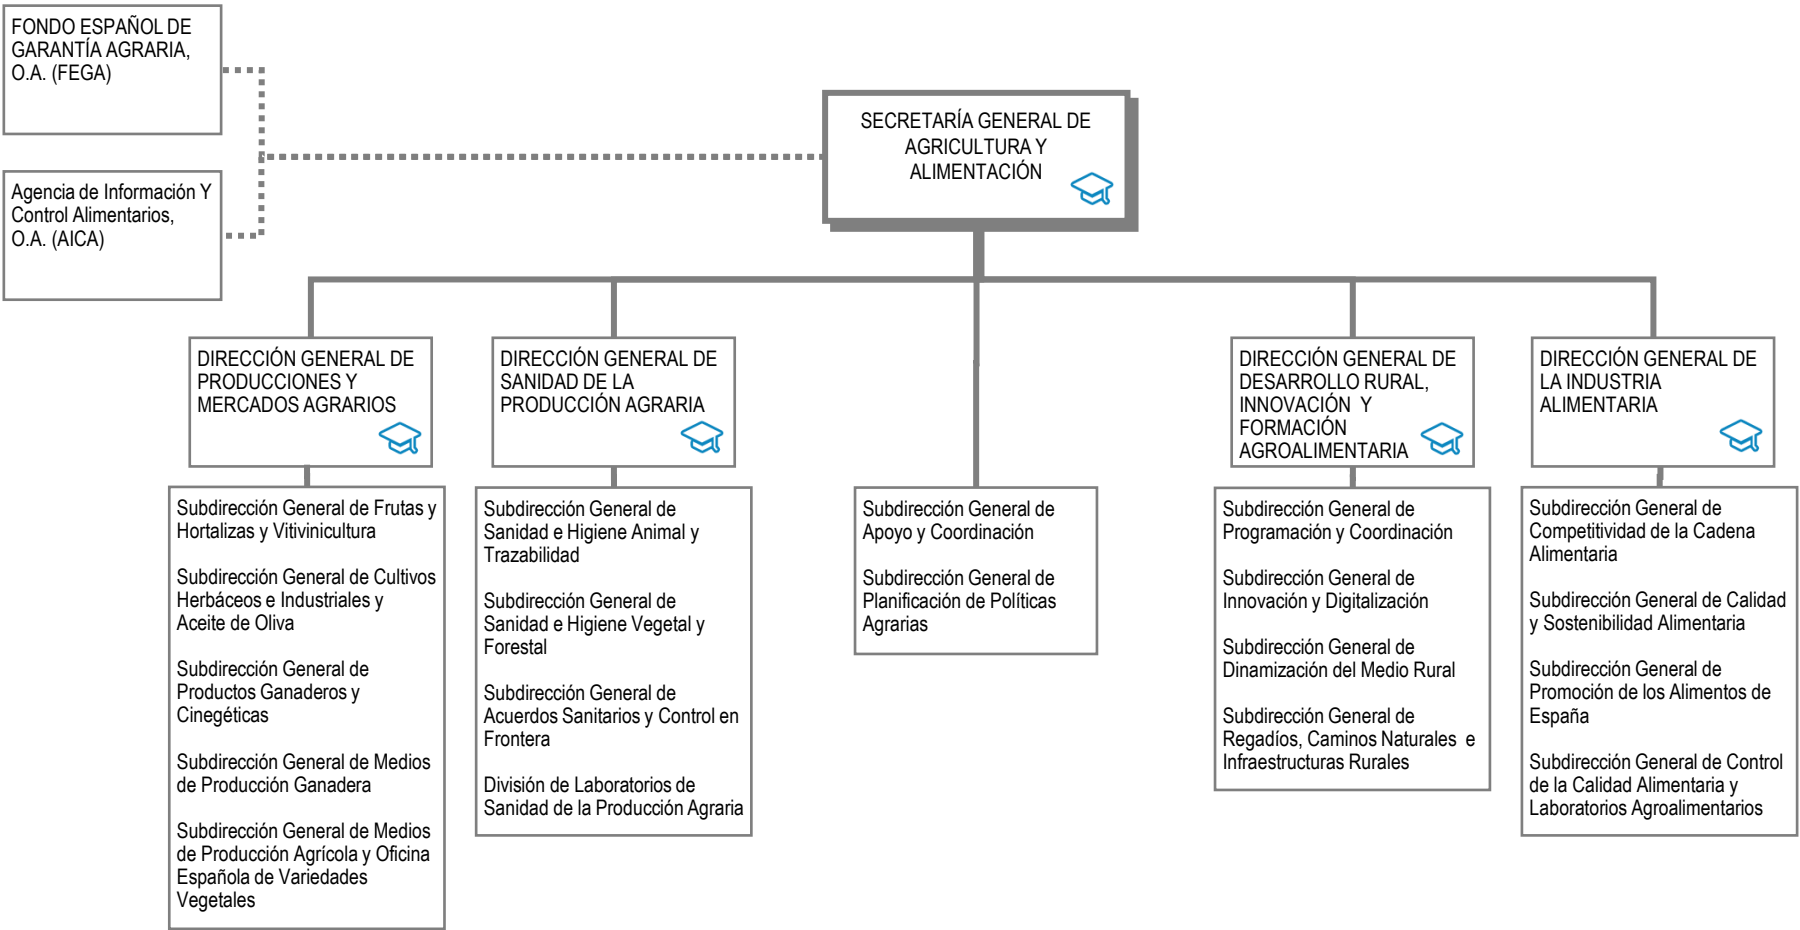 FONDO ESPAÑOL DE
GARANTÍA AGRARIA,
O.A. (FEGA)
Agencia de Información Y
Control Alimentarios,
O.A. (AICA)
SECRETARÍA GENERAL DE
AGRICULTURA Y
ALIMENTACIÓN
DIRECCIÓN GENERAL DE
PRODUCCIONES Y
MERCADOS AGRARIOS
Subdirección General de Frutas y
Hortalizas y Vitivinicultura
Subdirección General de Cultivos
Herbáceos e Industriales y
Aceite de Oliva
Subdirección General de
Productos Ganaderos y
Cinegéticas
Subdirección General de Medios
de Producción Ganadera
Subdirección General de Medios
de Producción Agrícola y Oficina
Española de Variedades
Vegetales
DIRECCIÓN GENERAL DE
SANIDAD DE LA
PRODUCCIÓN AGRARIA
Subdirección General de
Sanidad e Higiene Animal y
Trazabilidad
Subdirección General de
Sanidad e Higiene Vegetal y
Forestal
Subdirección General de
Acuerdos Sanitarios y Control en
Frontera
División de Laboratorios de
Sanidad de la Producción Agraria
Subdirección General de
Apoyo y Coordinación
Subdirección General de
Planificación de Políticas
Agrarias
DIRECCIÓN GENERAL DE
DESARROLLO RURAL,
INNOVACIÓN Y
FORMACIÓN
AGROALIMENTARIA
Subdirección General de
Programación y Coordinación
Subdirección General de
Innovación y Digitalización
Subdirección General de
Dinamización del Medio Rural
Subdirección General de
Regadíos, Caminos Naturales e
Infraestructuras Rurales
DIRECCIÓN GENERAL DE
LA INDUSTRIA
ALIMENTARIA
Subdirección General de
Competitividad de la Cadena
Alimentaria
Subdirección General de Calidad
y Sostenibilidad Alimentaria
Subdirección General de
Promoción de los Alimentos de
España
Subdirección General de Control
de la Calidad Alimentaria y
Laboratorios Agroalimentarios